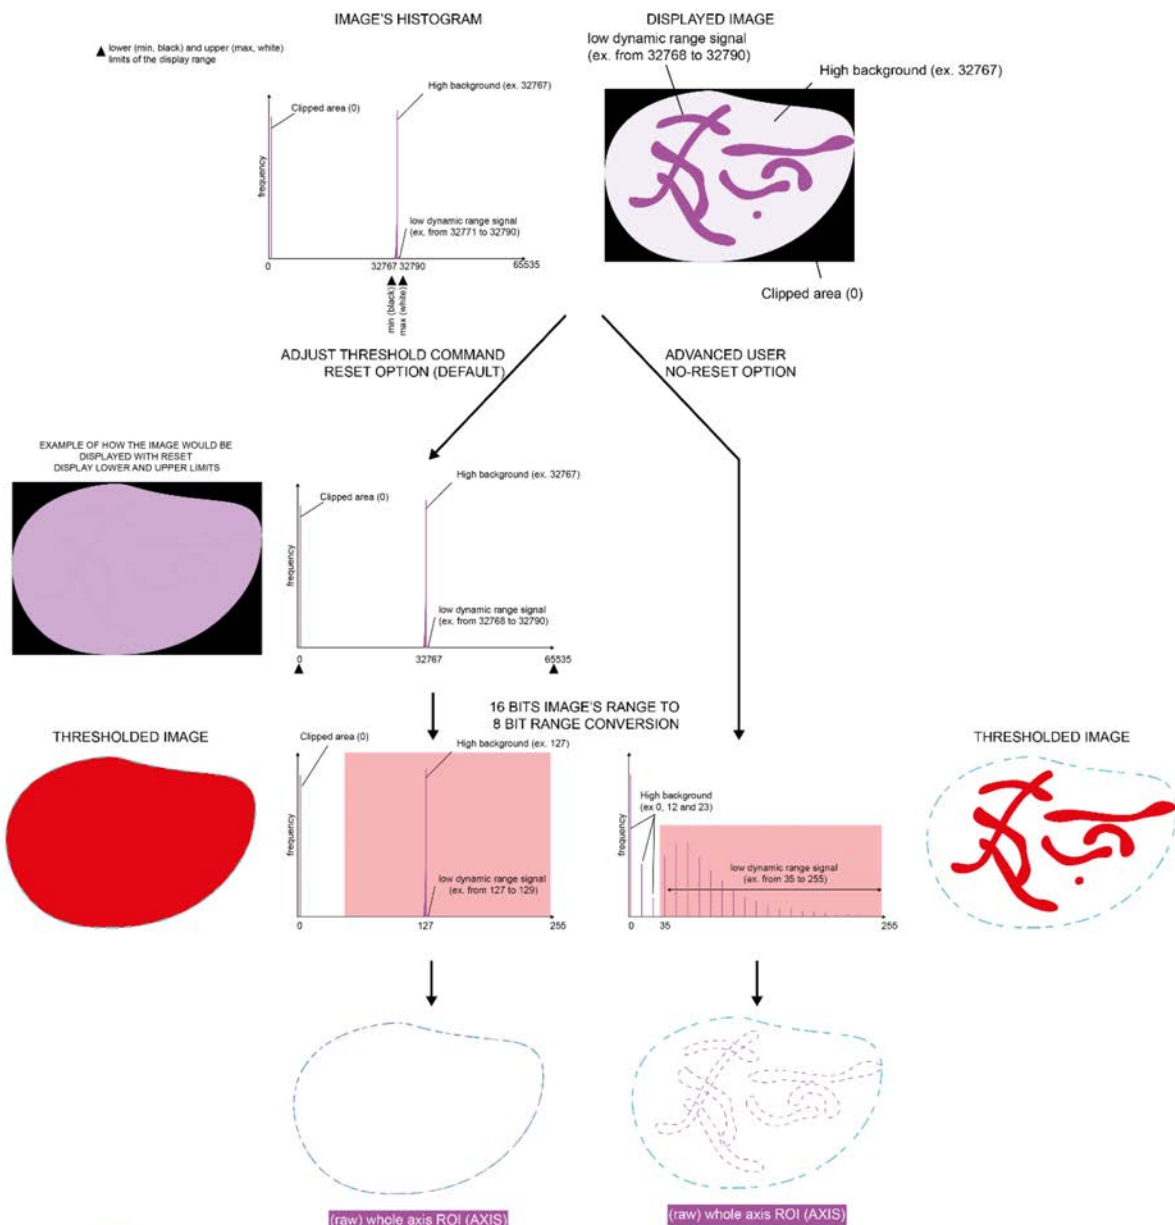 IMAGE'S HISTOGRAM
DISPLAYED IMAGE
▲ lower (min, black) and upper (max, white)
limits of the display range
low dynamic range signal
(ex. from 32768 to 32790)
High background (ex. 32767)
High background (ex. 32767)
Clipped area (0)
frequency
low dynamic range signal
(ex. from 32771 to 32790)
0
32767
32790
65535
min (black)
max (white)
Clipped area (0)
ADJUST THRESHOLD COMMAND
RESET OPTION (DEFAULT)
ADVANCED USER
NO-RESET OPTION
EXAMPLE OF HOW THE IMAGE WOULD BE
DISPLAYED WITH RESET
DISPLAY LOWER AND UPPER LIMITS
High background (ex. 32767)
Clipped area (0)
frequency
low dynamic range signal
(ex. from 32768 to 32790)
0
32767
65535
16 BITS IMAGE'S RANGE TO
8 BIT RANGE CONVERSION
THRESHOLDED IMAGE
Clipped area (0)
High background (ex. 127)
frequency
low dynamic range signal
(ex. from 127 to 129)
0
127
255
High background
(ex 0, 12 and 23)
frequency
low dynamic range signal
(ex. from 35 to 255)
0
35
255
THRESHOLDED IMAGE
(raw) whole axis ROI (AXIS)
(raw) whole axis ROI (AXIS)